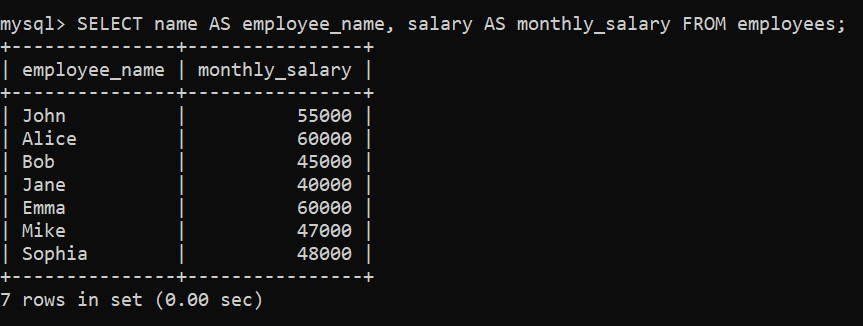 mysql> SELECT name AS employee_name, salary AS monthly_salary FROM employees;
+---------------+----------------+
| employee_name | monthly_salary |
+---------------+----------------+
| John          |          55000 |
| Alice         |          60000 |
| Bob           |          45000 |
| Jane          |          40000 |
| Emma          |          60000 |
| Mike          |          47000 |
| Sophia        |          48000 |
+---------------+----------------+
7 rows in set (0.00 sec)